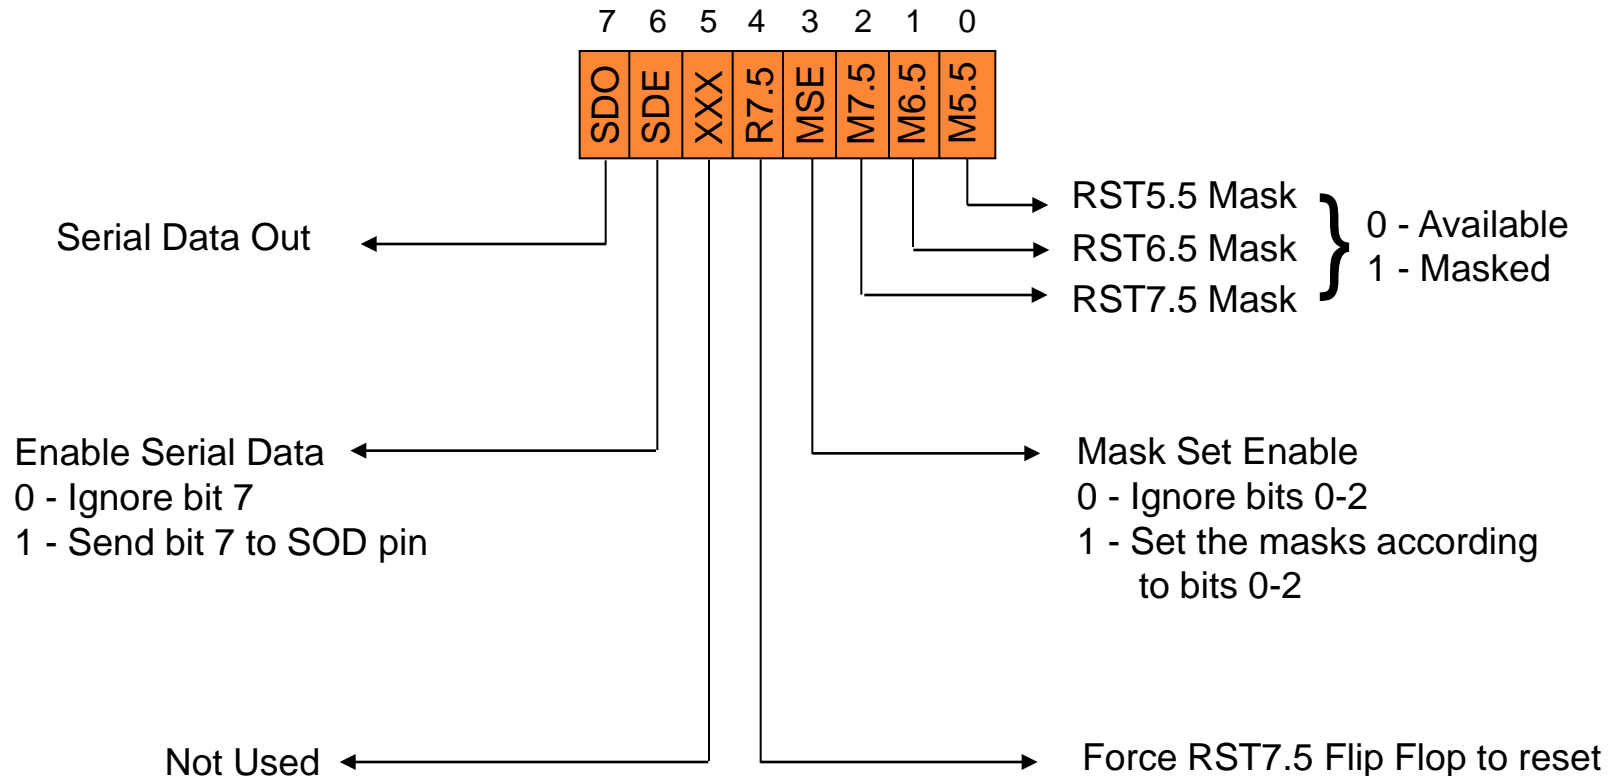 7 6 5 4 3 2 1 0
SDO SDE XXX R7.5 MSE M7.5 M6.5 M5.5
Serial Data Out
RST5.5 Mask
RST6.5 Mask
RST7.5 Mask
0 - Available
1 - Masked
Enable Serial Data
0 - Ignore bit 7
1 - Send bit 7 to SOD pin
Mask Set Enable
0 - Ignore bits 0-2
1 - Set the masks according
to bits 0-2
Not Used
Force RST7.5 Flip Flop to reset